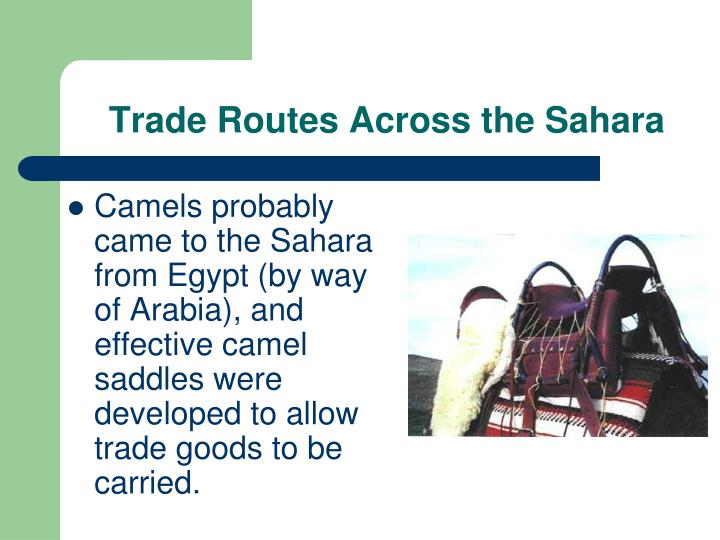 Trade Routes Across the Sahara
● Camels probably
came to the Sahara
from Egypt (by way
of Arabia), and
effective camel
saddles were
developed to allow
trade goods to be
carried.